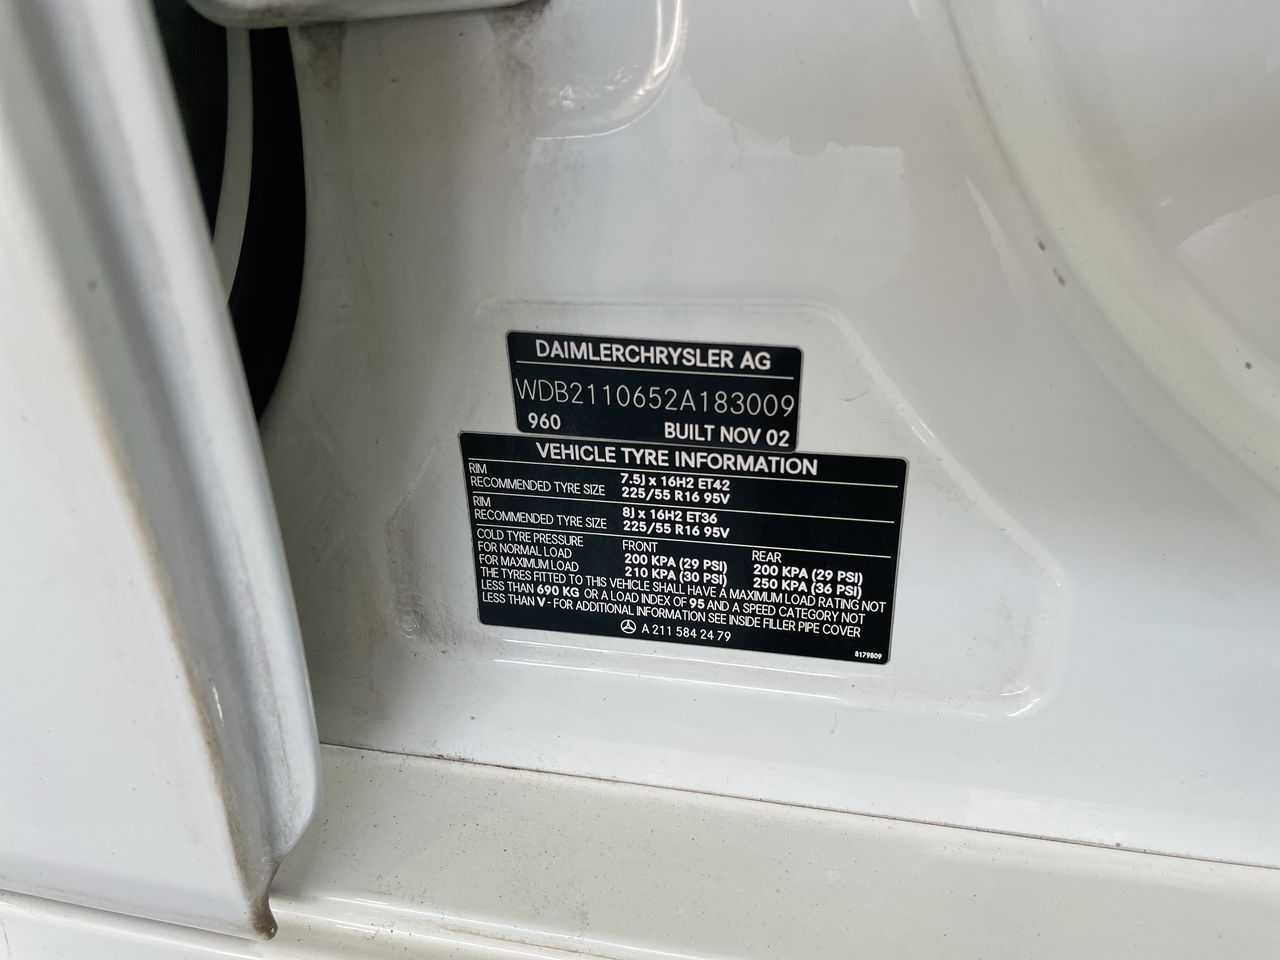 DAIMLERCHRYSLER AG
WDB2110652A183009
960 BUILT NOV 02
VEHICLE TYRE INFORMATION
RIM 7.5J x 16H2 ET42
RECOMMENDED TYRE SIZE 225/55 R16 95V
RIM 8J x 16H2 ET36
RECOMMENDED TYRE SIZE 225/55 R16 95V
COLD TYRE PRESSURE FRONT REAR
FOR NORMAL LOAD 200 KPA (29 PSI) 200 KPA (29 PSI)
FOR MAXIMUM LOAD 210 KPA (30 PSI) 250 KPA (36 PSI)
THE TYRES FITTED TO THIS VEHICLE SHALL HAVE A MAXIMUM LOAD RATING NOT
LESS THAN 690 KG OR A LOAD INDEX OF 95 AND A SPEED CATEGORY NOT
LESS THAN V - FOR ADDITIONAL INFORMATION SEE INSIDE FILLER PIPE COVER
A 211 584 24 79
8179809